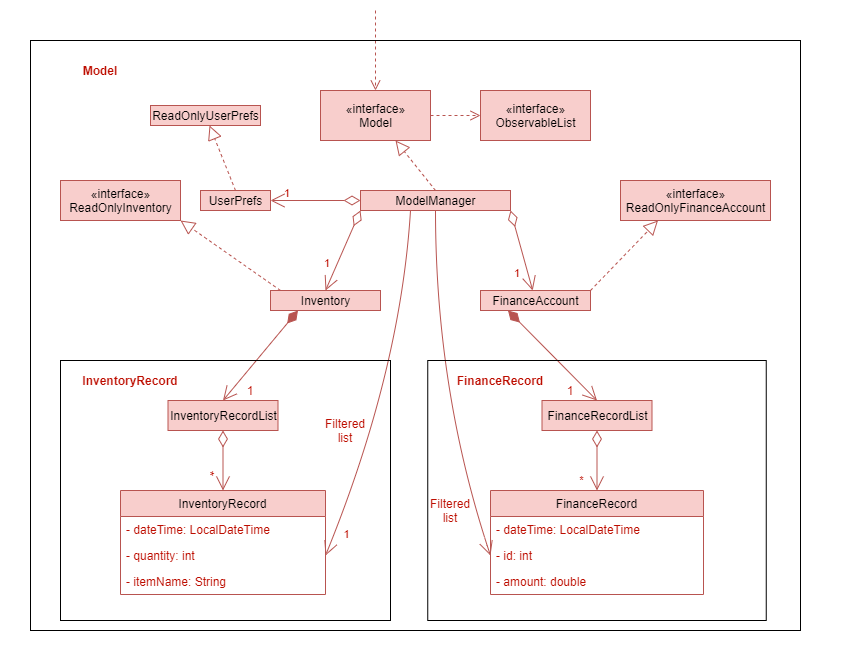 Model
«interface»
Model
«interface»
ObservableList
ReadOnlyUserPrefs
«interface»
ReadOnlyInventory
UserPrefs
1
ModelManager
«interface»
ReadOnlyFinanceAccount
1
1
Inventory
FinanceAccount
InventoryRecord
1
InventoryRecordList
*
Filtered
list
InventoryRecord
- dateTime: LocalDateTime
- quantity: int
- itemName: String
1
FinanceRecord
1
FinanceRecordList
*
Filtered
list
FinanceRecord
- dateTime: LocalDateTime
- id: int
- amount: double